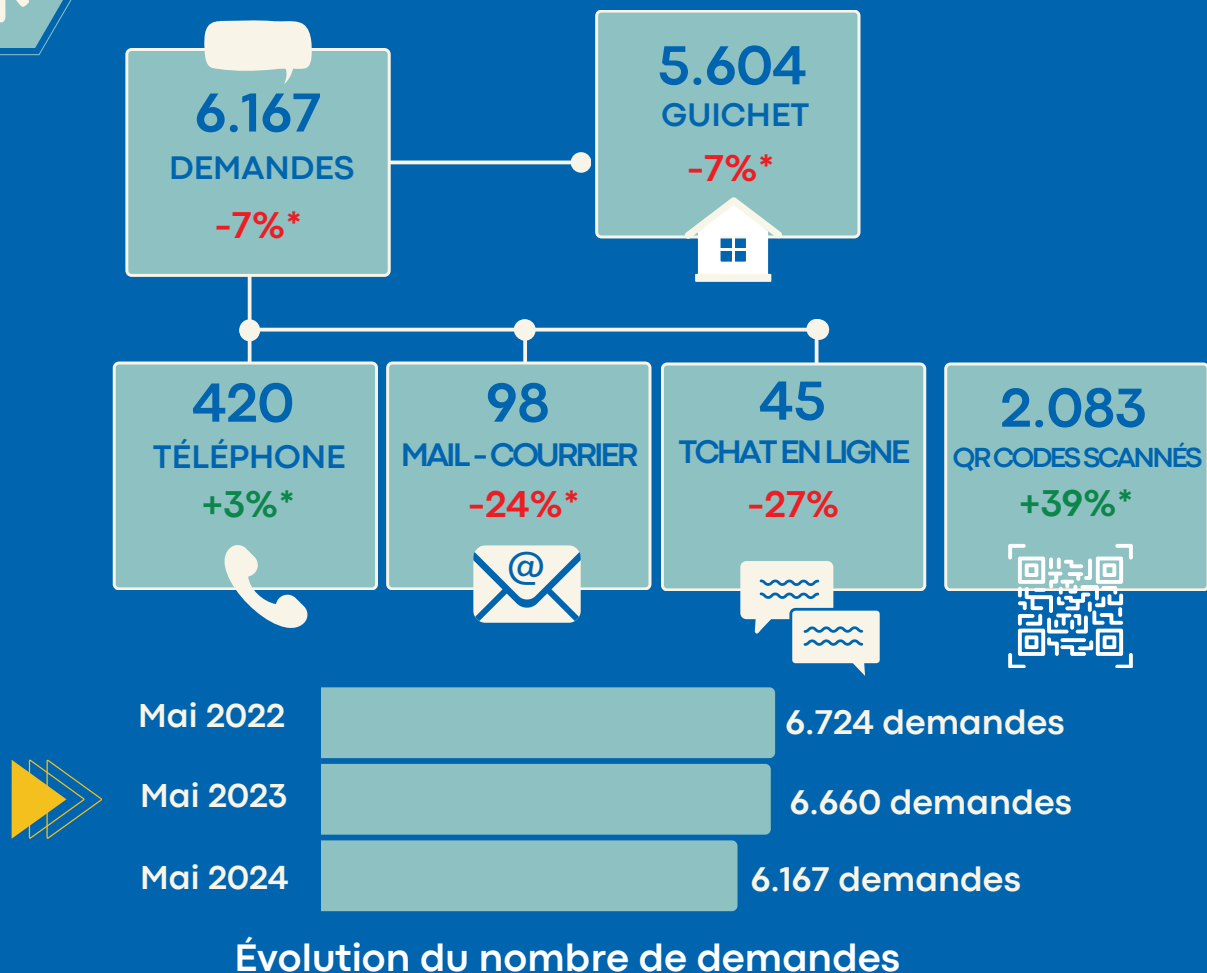 6.167
DEMANDES
-7%*
5.604
GUICHET
-7%*
420
TÉLÉPHONE
+3%*
98
MAIL - COURRIER
-24%*
@
45
TCHAT EN LIGNE
-27%
2.083
QR CODES SCANNÉS
+39%*
Mai 2022
6.724 demandes
Mai 2023
6.660 demandes
Mai 2024
6.167 demandes
Évolution du nombre de demandes